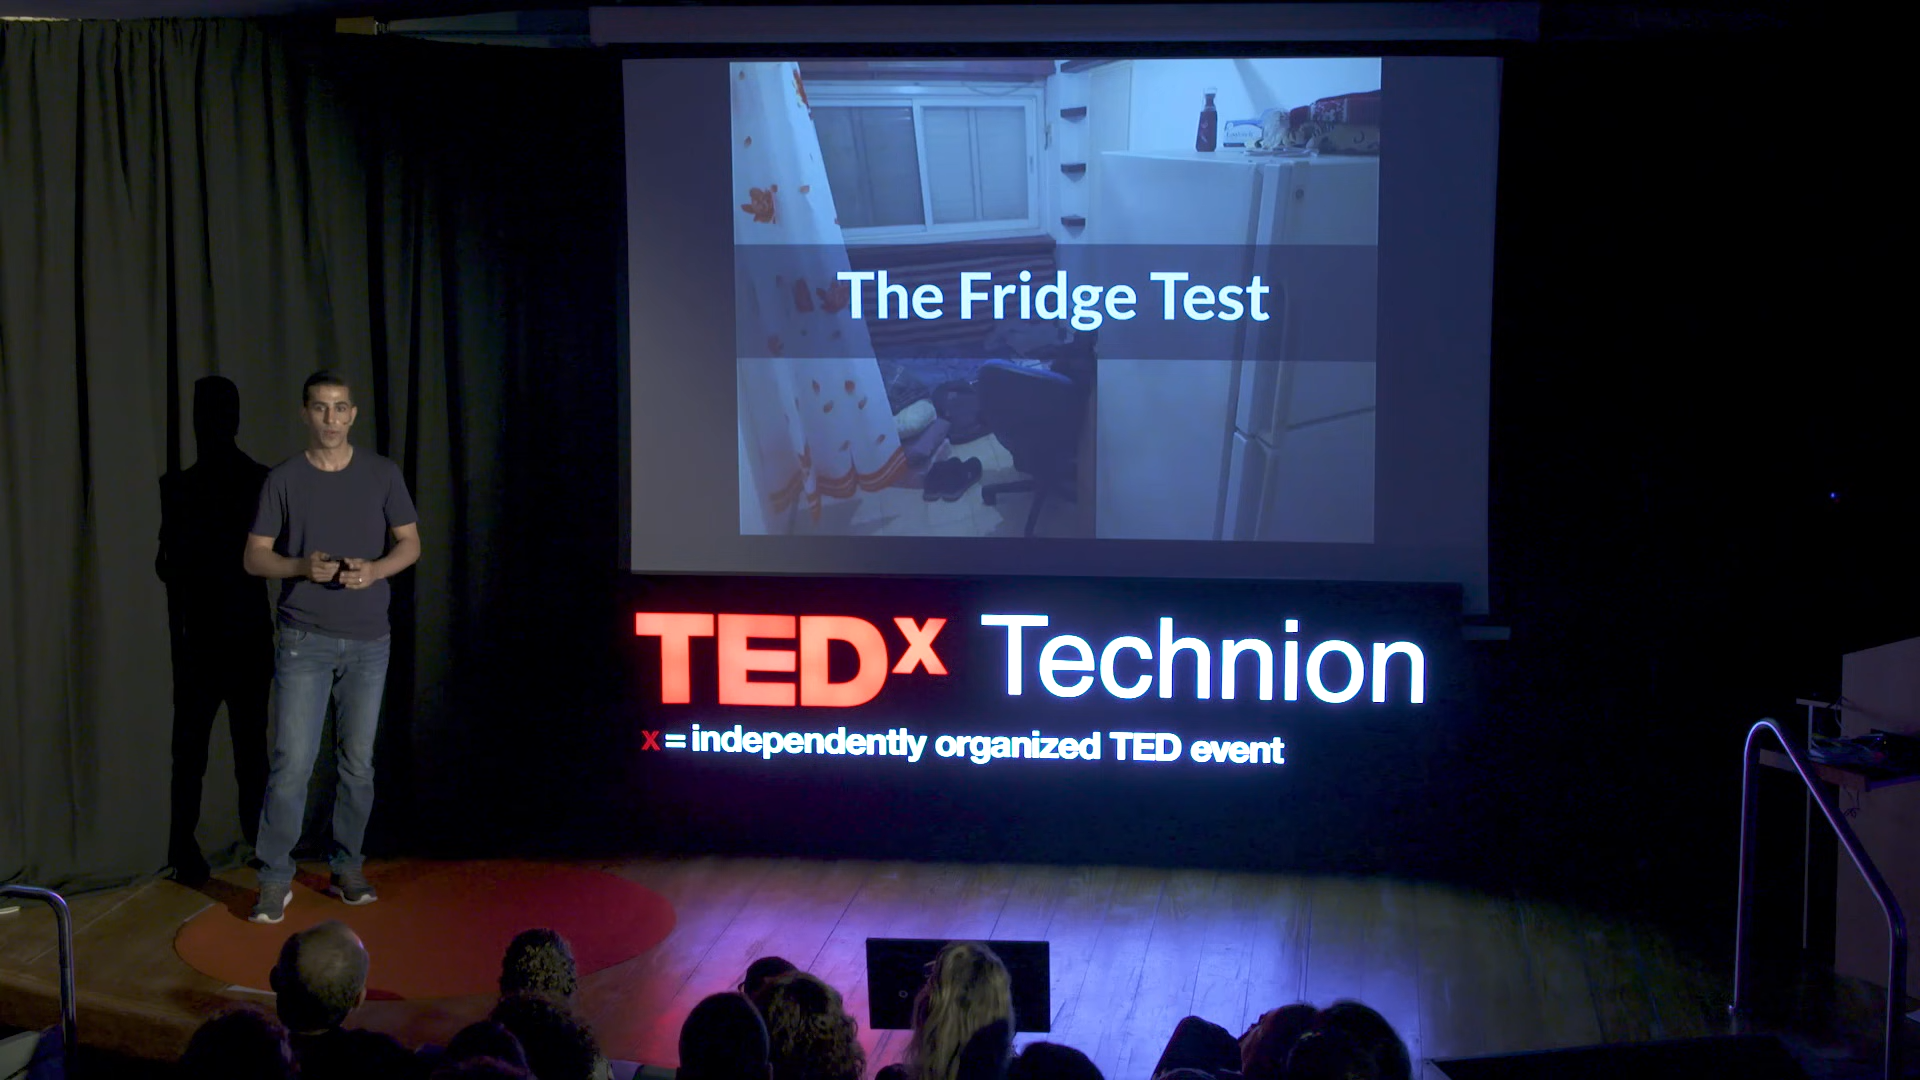 The Fridge Test
TEDx Technion
x = independently organized TED event